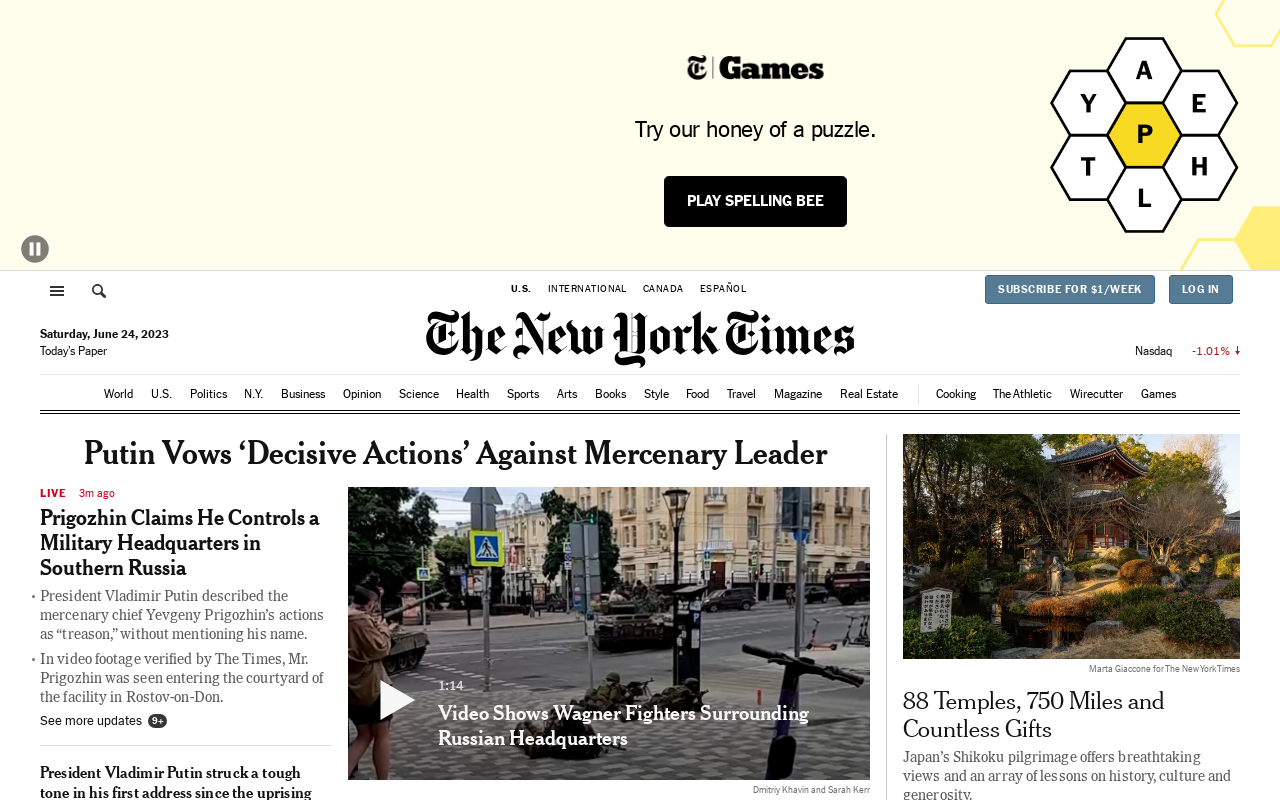 T Games
Try our honey of a puzzle.
PLAY SPELLING BEE
A
Y
E
P
T
H
L
U.S.
INTERNATIONAL
CANADA
ESPAÑOL
SUBSCRIBE FOR $1/WEEK
LOG IN
The New York Times
Saturday, June 24, 2023
Today's Paper
Nasdaq -1.01%
World U.S. Politics N.Y. Business Opinion Science Health Sports Arts Books Style Food Travel Magazine Real Estate Cooking The Athletic Wirecutter Games
Putin Vows ‘Decisive Actions’ Against Mercenary Leader
LIVE 3m ago
Prigozhin Claims He Controls a
Military Headquarters in
Southern Russia
• President Vladimir Putin described the
mercenary chief Yevgeny Prigozhin’s actions
as “treason,” without mentioning his name.
• In video footage verified by The Times, Mr.
Prigozhin was seen entering the courtyard of
the facility in Rostov-on-Don.
See more updates 9+
President Vladimir Putin struck a tough
tone in his first address since the uprising
1:14
Video Shows Wagner Fighters Surrounding
Russian Headquarters
Dmitriy Khavin and Sarah Kerr
Marta Giaccone for The New York Times
88 Temples, 750 Miles and
Countless Gifts
Japan’s Shikoku pilgrimage offers breathtaking
views and an array of lessons on history, culture and
generosity.